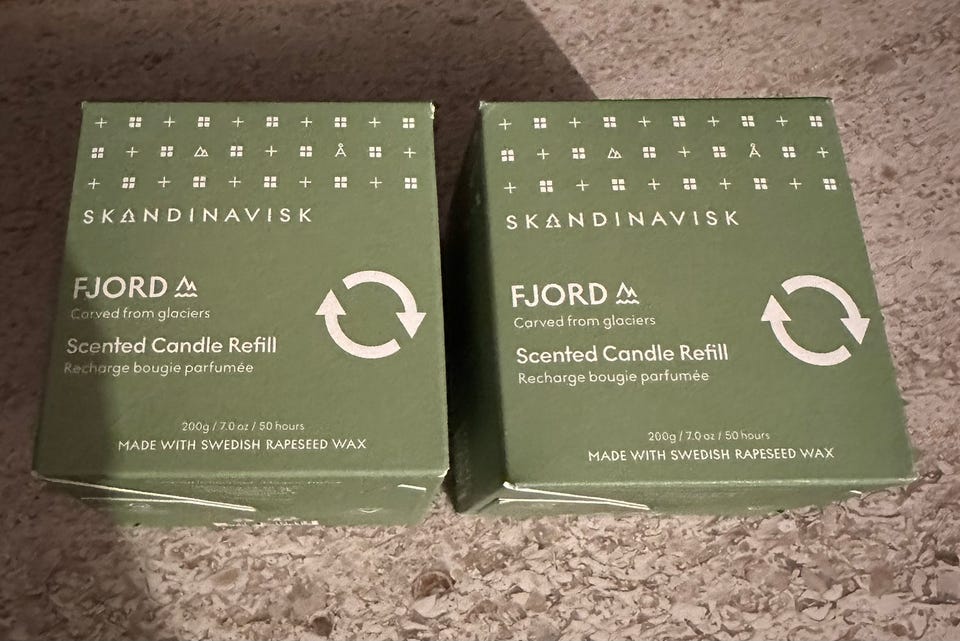 SKANDINAVISK
FJORD
Carved from glaciers
Scented Candle Refill
Recharge bougie parfumée
200g / 7.0 oz / 50 hours
MADE WITH SWEDISH RAPESEED WAX
SKANDINAVISK
FJORD
Carved from glaciers
Scented Candle Refill
Recharge bougie parfumée
200g / 7.0 oz / 50 hours
MADE WITH SWEDISH RAPESEED WAX